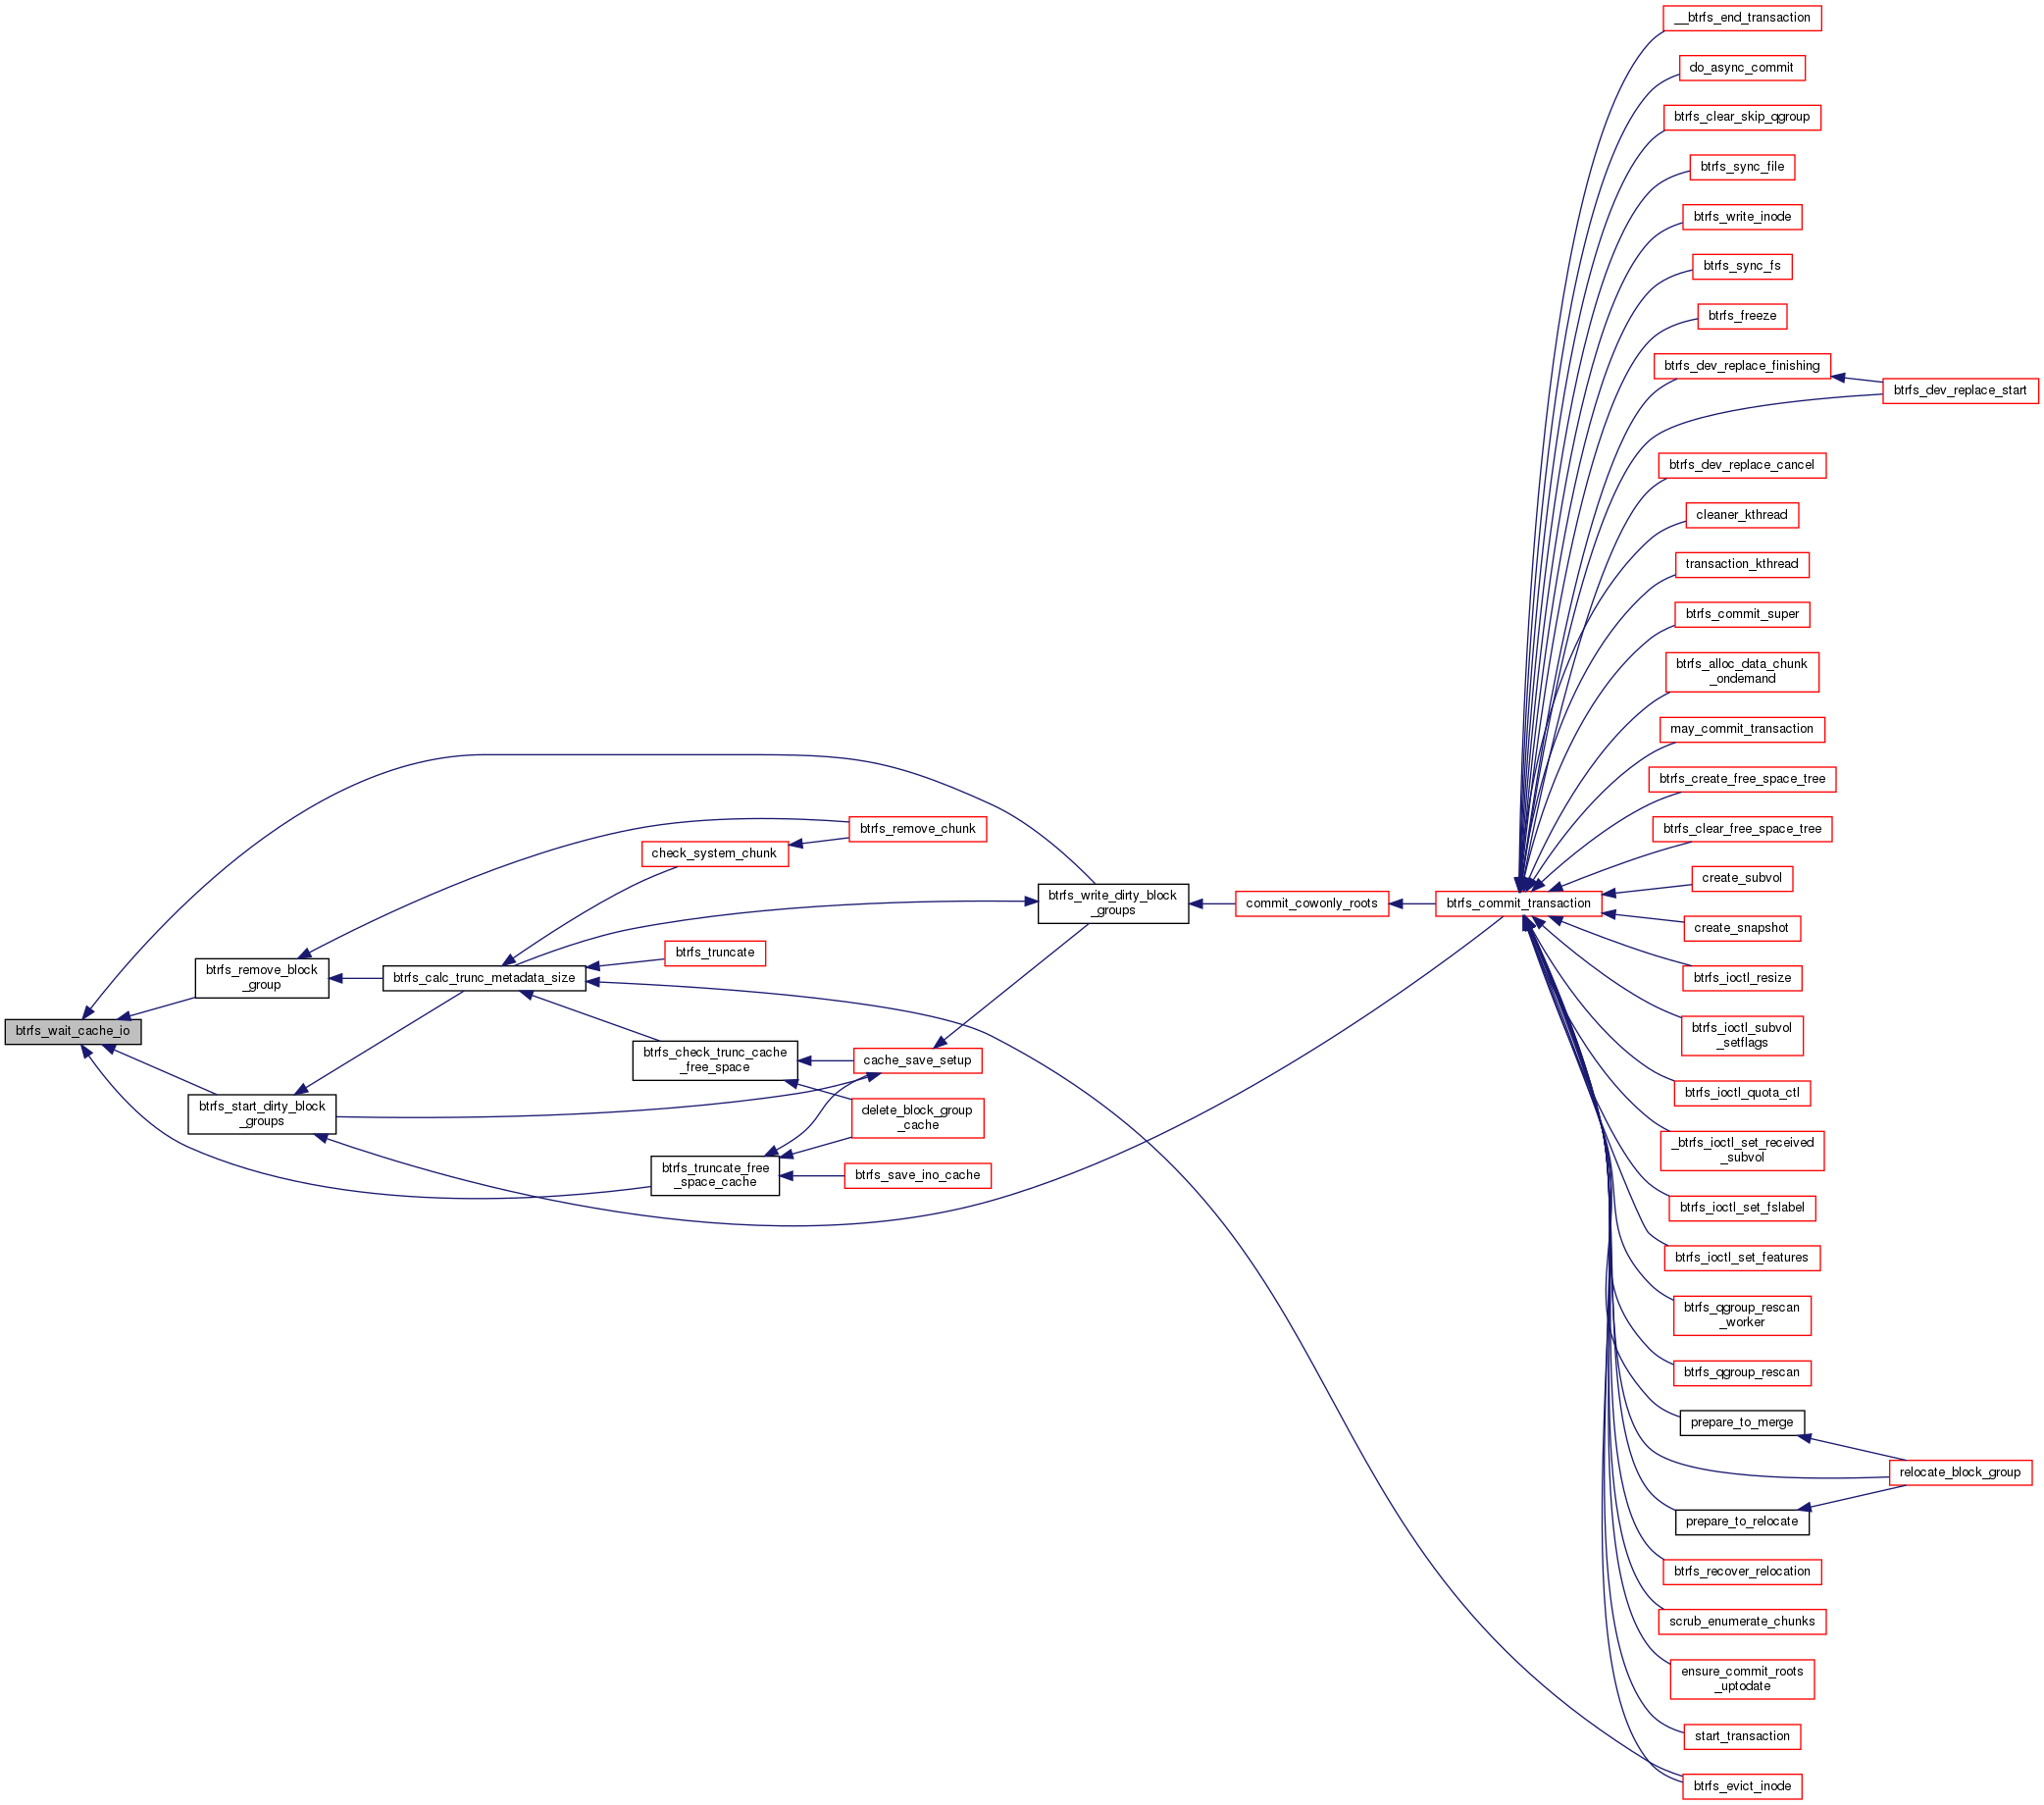 __btrfs_end_transaction
do_async_commit
btrfs_clear_skip_qgroup
btrfs_sync_file
btrfs_write_inode
btrfs_sync_fs
btrfs_freeze
btrfs_dev_replace_finishing
btrfs_dev_replace_start
btrfs_dev_replace_cancel
cleaner_kthread
transaction_kthread
btrfs_commit_super
btrfs_alloc_data_chunk
_ondemand
may_commit_transaction
btrfs_create_free_space_tree
btrfs_remove_chunk
btrfs_clear_free_space_tree
check_system_chunk
create_subvol
btrfs_write_dirty_block
_groups
commit_cowonly_roots
btrfs_commit_transaction
create_snapshot
btrfs_truncate
btrfs_remove_block
_group
btrfs_calc_trunc_metadata_size
btrfs_ioctl_resize
btrfs_wait_cache_io
btrfs_ioctl_subvol
_setflags
btrfs_check_trunc_cache
_free_space
cache_save_setup
btrfs_ioctl_quota_ctl
btrfs_start_dirty_block
_groups
delete_block_group
_cache
_btrfs_ioctl_set_received
_subvol
btrfs_truncate_free
_space_cache
btrfs_save_ino_cache
btrfs_ioctl_set_fslabel
btrfs_ioctl_set_features
btrfs_qgroup_rescan
_worker
btrfs_qgroup_rescan
prepare_to_merge
relocate_block_group
prepare_to_relocate
btrfs_recover_relocation
scrub_enumerate_chunks
ensure_commit_roots
_uptodate
start_transaction
btrfs_evict_inode